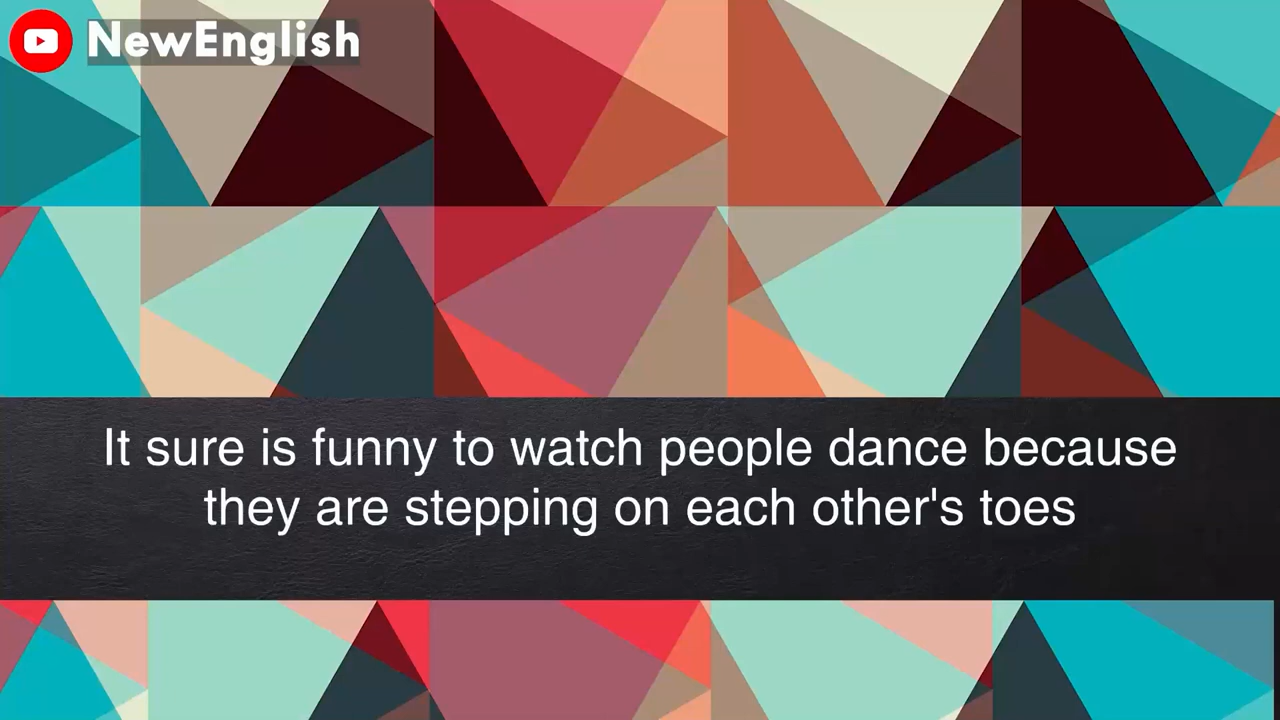 NewEnglish
It sure is funny to watch people dance because
they are stepping on each other's toes